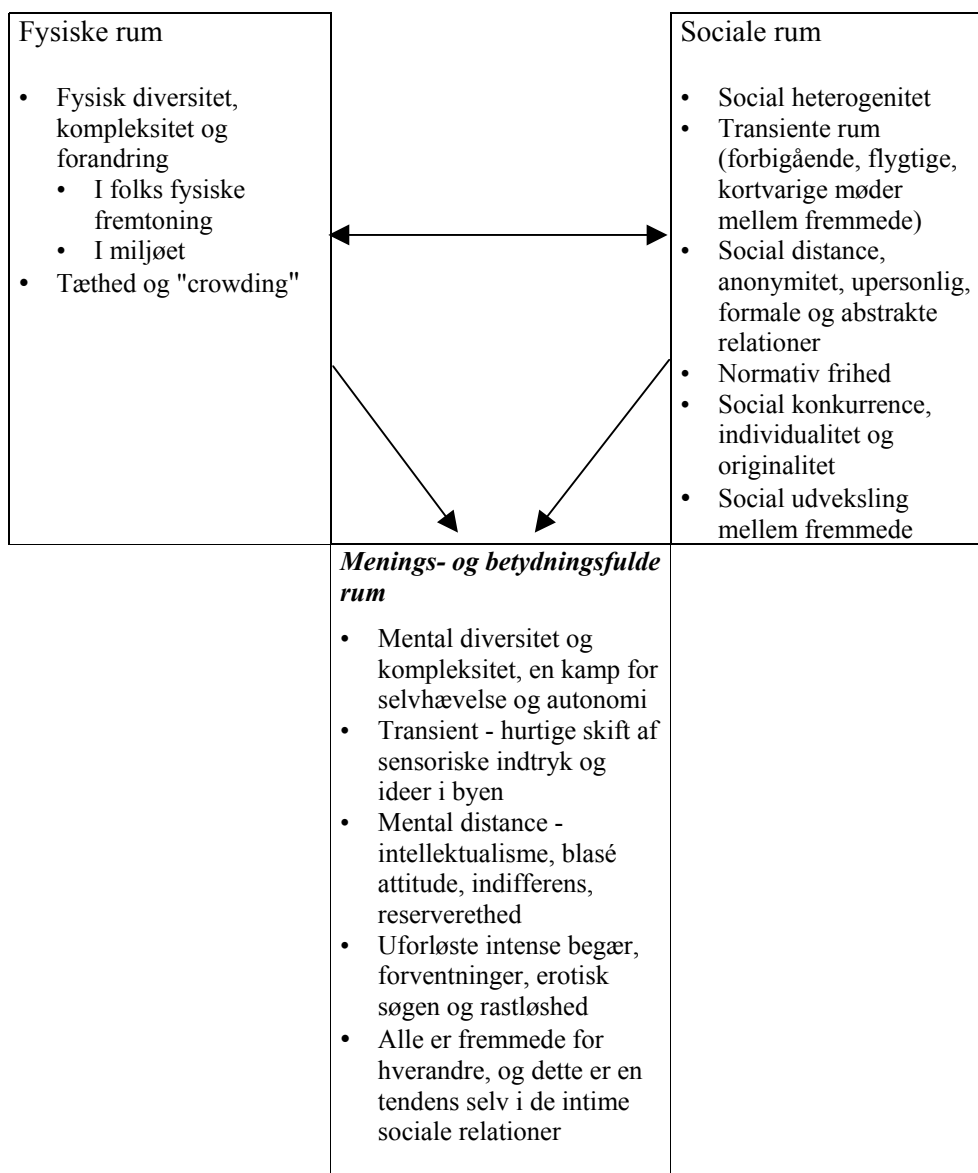 Fysiske rum
• Fysisk diversitet,
kompleksitet og
forandring
• I folks fysiske
fremtoning
• I miljøet
• Tæthed og "crowding"
Sociale rum
• Social heterogenitet
• Transiente rum
(forbigående, flygtige,
kortvarige møder
mellem fremmede)
• Social distance,
anonymitet, upersonlig,
formale og abstrakte
relationer
• Normativ frihed
• Social konkurrence,
individualitet og
originalitet
• Social udveksling
mellem fremmede
Menings- og betydningsfulde
rum
• Mental diversitet og
kompleksitet, en kamp for
selvhævelse og autonomi
• Transient - hurtige skift af
sensoriske indtryk og
ideer i byen
• Mental distance -
intellektualisme, blasé
attitude, indifferens,
reserverethed
• Uforløste intense begær,
forventninger, erotisk
søgen og rastløshed
• Alle er fremmede for
hverandre, og dette er en
tendens selv i de intime
sociale relationer